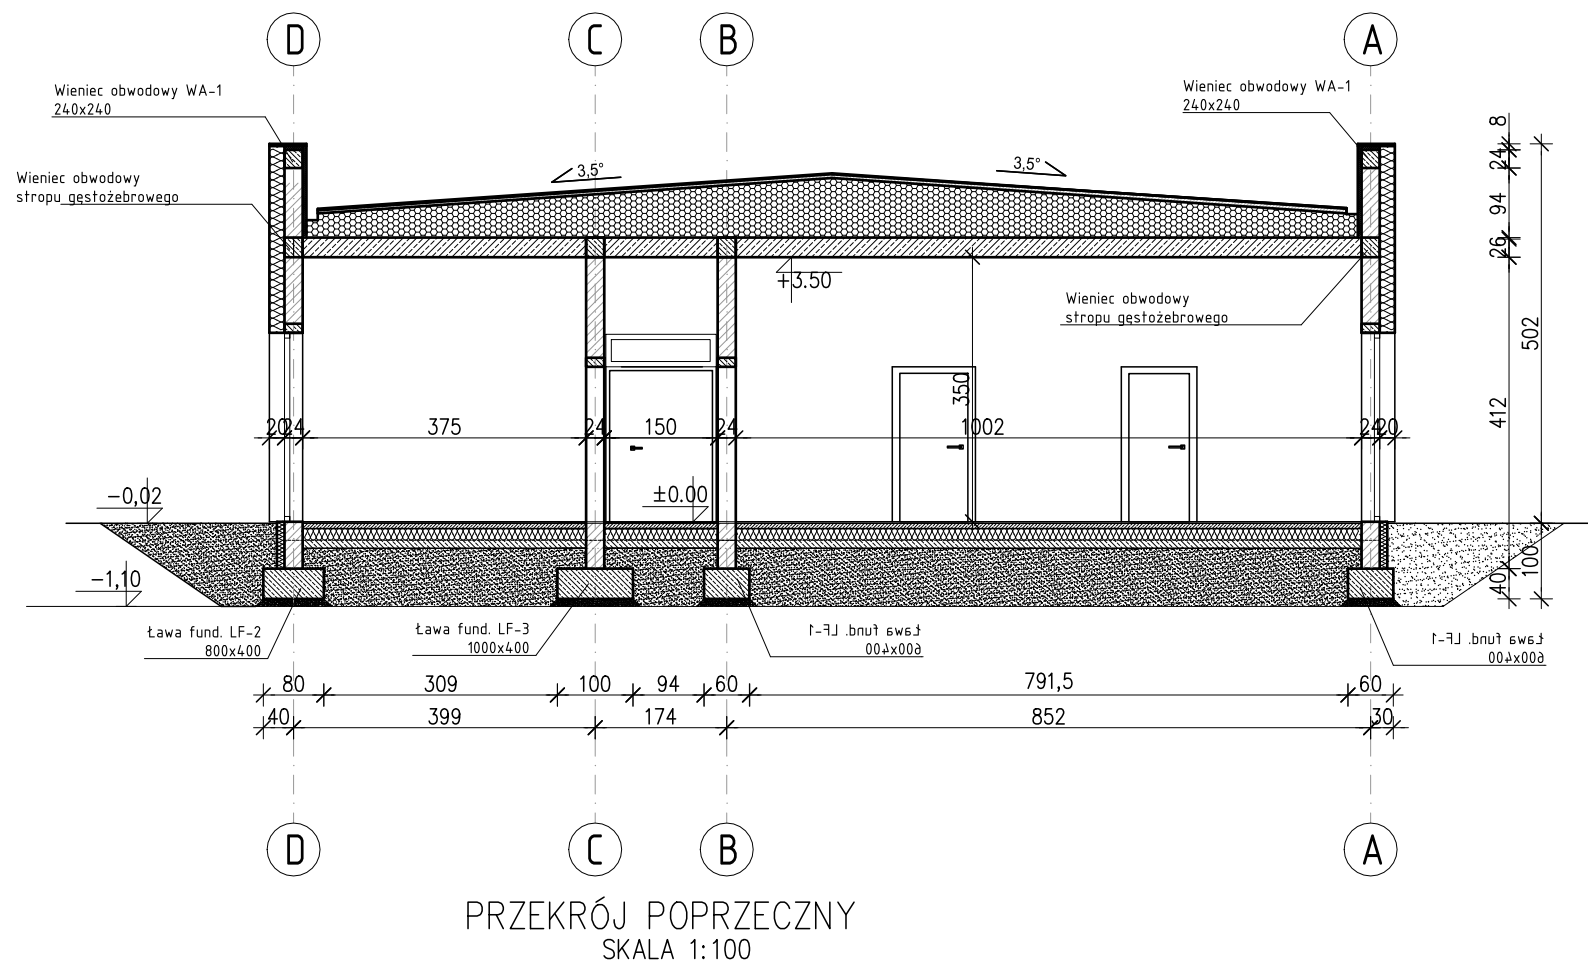 D C B A
Wieniec obwodowy WA-1
240x240
Wieniec obwodowy WA-1
240x240
Wieniec obwodowy
stropu gęstożebrowego
3,5°
3,5°
8
24
94
26
412
40
502
100
+3.50
Wieniec obwodowy
stropu gęstożebrowego
350
20 24 375 24 150 24 1002 24 20
-0,02
±0.00
-1,10
Ława fund. LF-2
800x400
Ława fund. LF-3
1000x400
Ława fund. LF-1
600x400
Ława fund. LF-1
600x400
80 309 100 94 60 791,5 60
40 399 174 852 30
D C B A
PRZEKRÓJ POPRZECZNY
SKALA 1:100